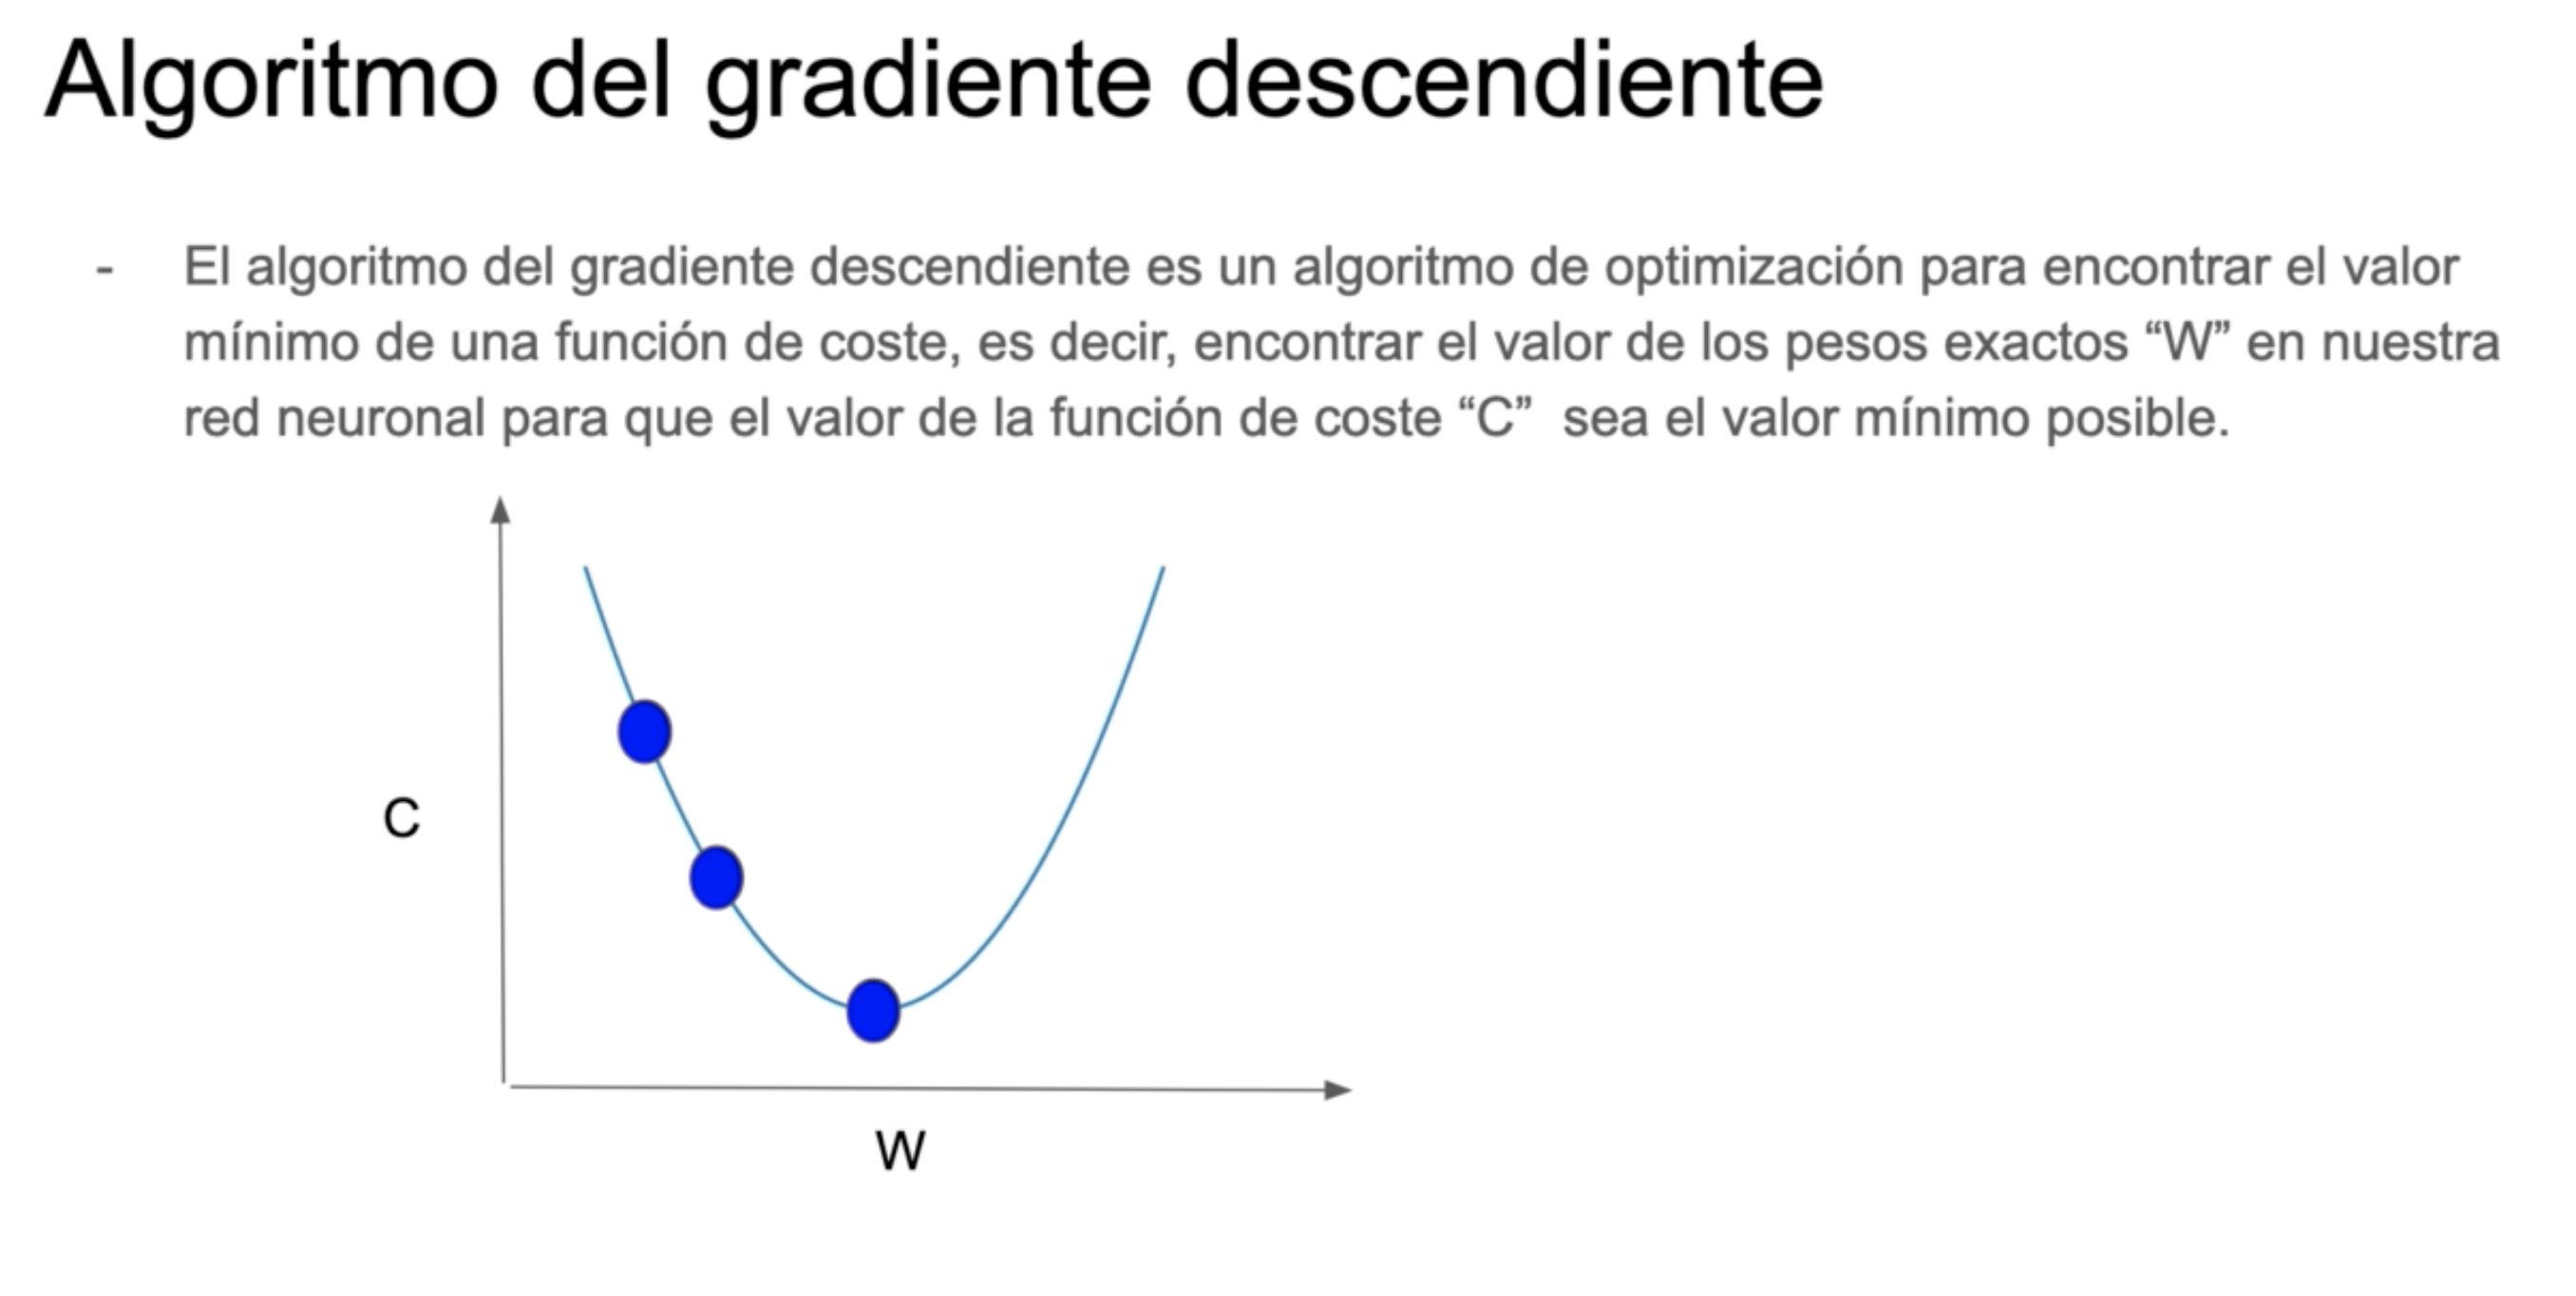 Algoritmo del gradiente descendiente
- El algoritmo del gradiente descendiente es un algoritmo de optimización para encontrar el valor
mínimo de una función de coste, es decir, encontrar el valor de los pesos exactos “W” en nuestra
red neuronal para que el valor de la función de coste “C” sea el valor mínimo posible.
C
W